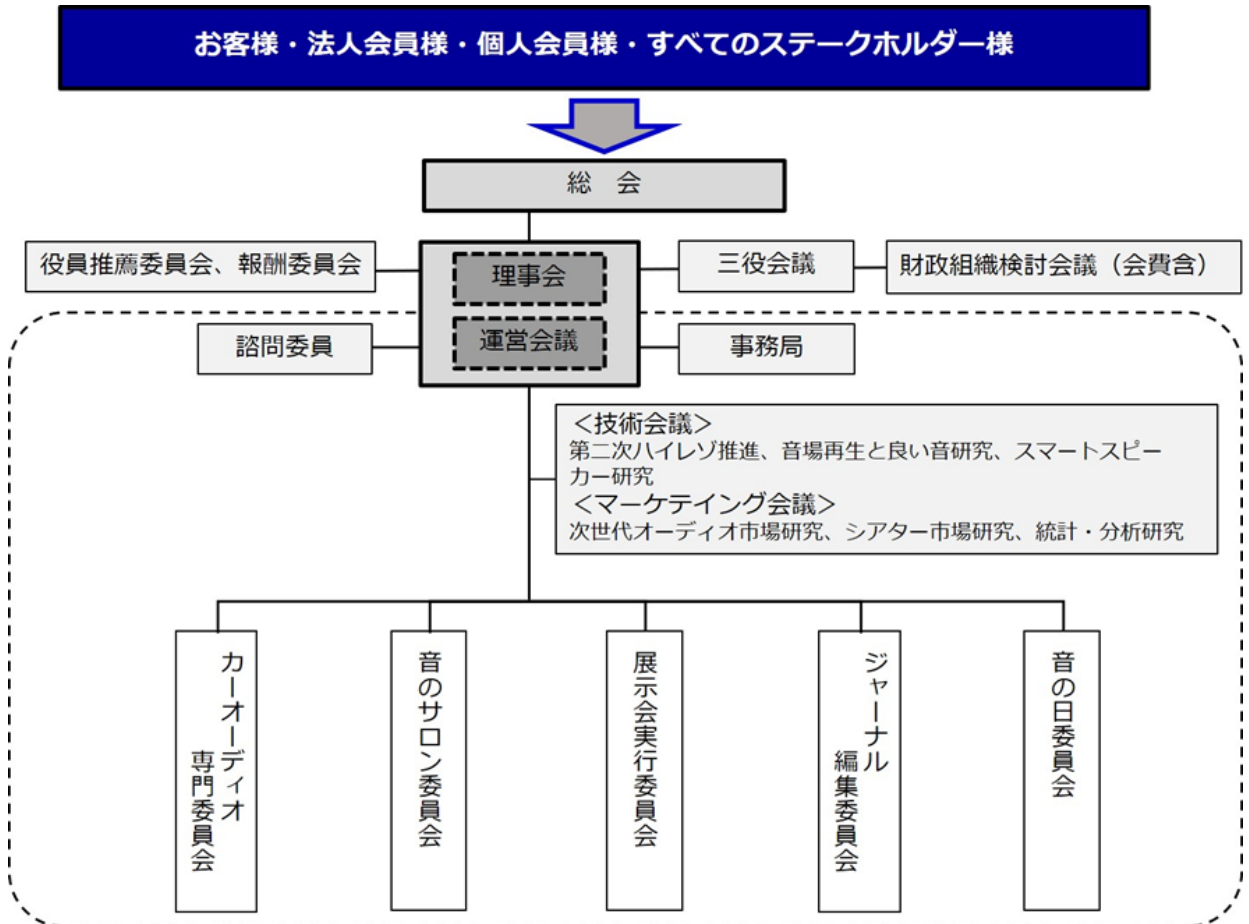 お客様・法人会員様・個人会員様・すべてのステークホルダー様
総　会
役員推薦委員会、報酬委員会
理事会
三役会議
財政組織検討会議（会費含）
諮問委員
運営会議
事務局
＜技術会議＞
第二次ハイレゾ推進、音場再生と良い音研究、スマートスピー
カー研究
＜マーケテイング会議＞
次世代オーディオ市場研究、シアター市場研究、統計・分析研究
カーオーディオ
専門委員会
音のサロン委員会
展示会実行委員会
ジャーナル
編集委員会
音の日委員会